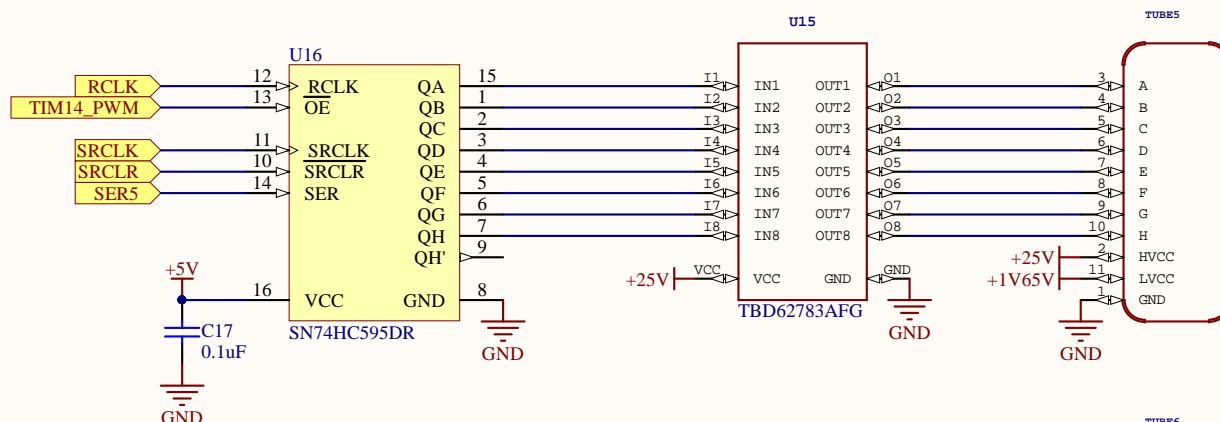 TUBE5
U15
U16
RCLK 12 RCLK QA 15 I1 IN1 OUT1 O1 3 A
TIM14_PWM 13 OE QB 1 I2 IN2 OUT2 O2 4 B
QC 2 I3 IN3 OUT3 O3 5 C
SRCLK 11 SRCLK QD 3 I4 IN4 OUT4 O4 6 D
SRCLR 10 SRCLR QE 4 I5 IN5 OUT5 O5 7 E
SER5 14 SER QF 5 I6 IN6 OUT6 O6 8 F
QG 6 I7 IN7 OUT7 O7 9 G
QH 7 I8 IN8 OUT8 O8 10 H
QH' 9 +25V 2 HVCC
+5V +25V VCC VCC GND GND +1V65V 11 LVCC
16 VCC GND 8 1 GND
SN74HC595DR TBD62783AFG
C17
0.1uF
GND GND GND
GND
TUBE6